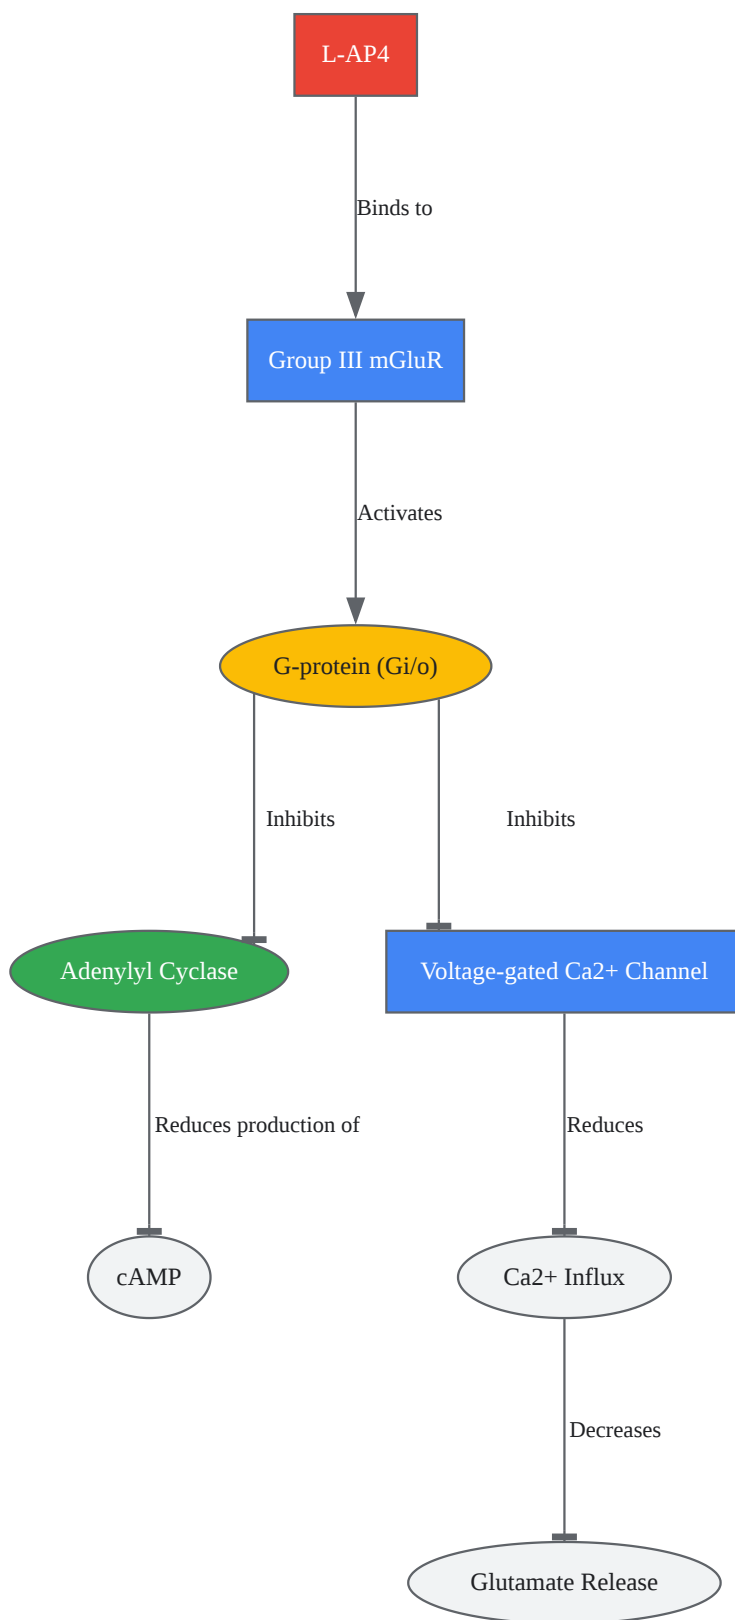 L-AP4
Binds to
Group III mGluR
Activates
G-protein (Gi/o)
Inhibits
Inhibits
Adenylyl Cyclase
Voltage-gated Ca2+ Channel
Reduces production of
Reduces
cAMP
Ca2+ Influx
Decreases
Glutamate Release